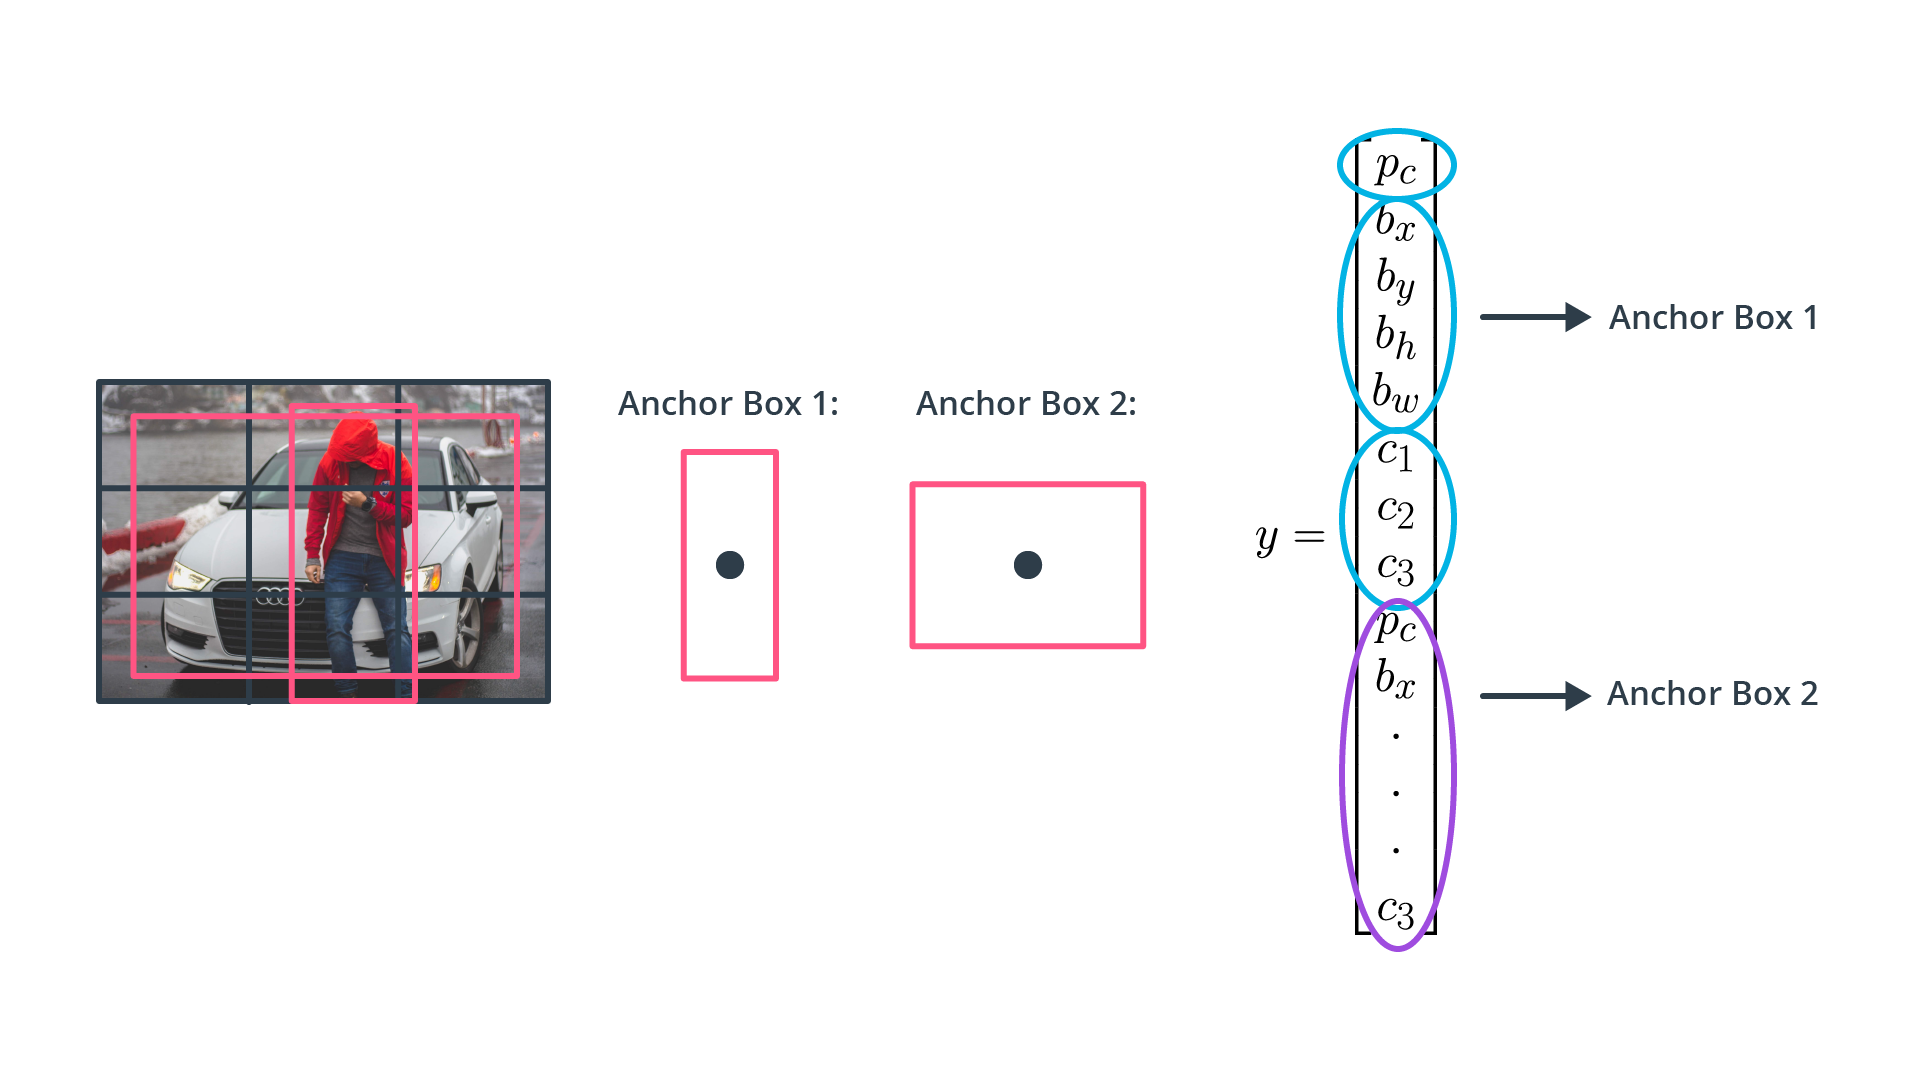 Anchor Box 1:
Anchor Box 2:
y =
p_c
b_x
b_y
b_h
b_w
c_1
c_2
c_3
p_c
b_x
.
.
.
c_3
Anchor Box 1
Anchor Box 2